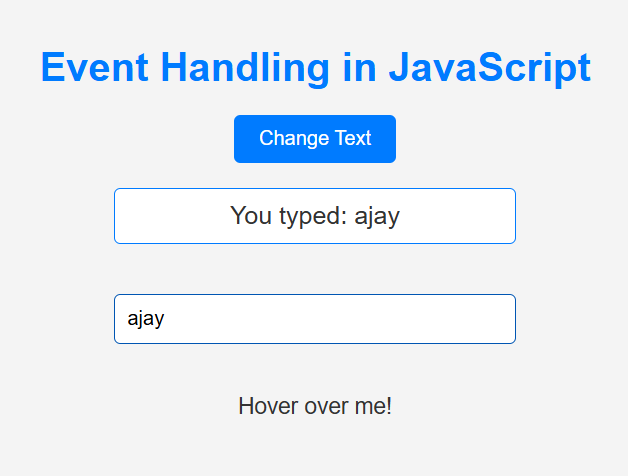 Event Handling in JavaScript
Change Text
You typed: ajay
ajay
Hover over me!